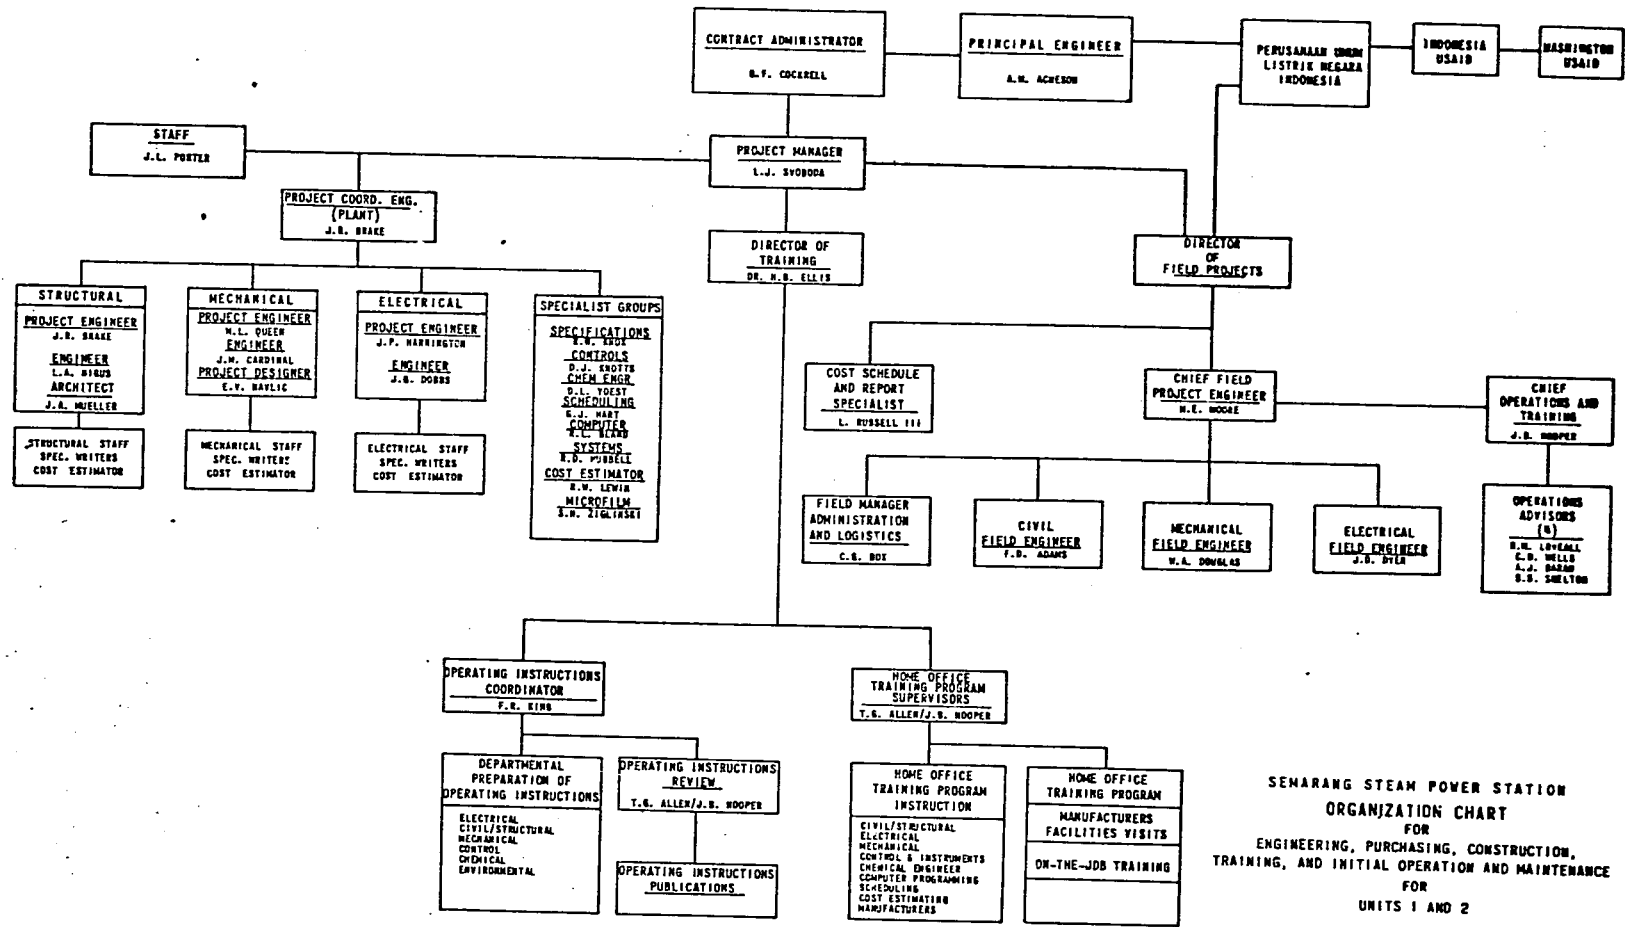 CONTRACT ADMINISTRATOR
PRINCIPAL ENGINEER
A.M. ACHESON
PERUSAHAAN UMUM
LISTRIK NEGARA
INDONESIA
INDONESIA
USAID
WASHINGTON
USAID
STAFF
J.L. PORTER
PROJECT MANAGER
L.J. SVOBODA
PROJECT COORD. ENG.
(PLANT)
J.R. BRAKE
DIRECTOR OF
TRAINING
DR. H.B. ELLIS
DIRECTOR
OF
FIELD PROJECTS
STRUCTURAL
PROJECT ENGINEER
J.R. BRAKE
ENGINEER
ARCHITECT
J.A. MUELLER
MECHANICAL
PROJECT ENGINEER
W.L. QUEEN
ENGINEER
J.M. CARDINAL
PROJECT DESIGNER
ELECTRICAL
PROJECT ENGINEER
J.P. HARRINGTON
ENGINEER
J.G. DOBBS
SPECIALIST GROUPS
SPECIFICATIONS
CONTROLS
D.J. KNOTTS
CHEM ENGR
D.L. YOEST
SCHEDULING
G.J. HART
COMPUTER
R.L. BLAND
SYSTEMS
R.D. HUBBELL
COST ESTIMATOR
R.W. LEWIN
MICROFILM
S.H. ZIGLINSKI
STRUCTURAL STAFF
SPEC. WRITERS
COST ESTIMATOR
MECHANICAL STAFF
SPEC. WRITERS
COST ESTIMATOR
ELECTRICAL STAFF
SPEC. WRITERS
COST ESTIMATOR
COST SCHEDULE
AND REPORT
SPECIALIST
L. RUSSELL III
CHIEF FIELD
PROJECT ENGINEER
M.E. MOORE
CHIEF
OPERATIONS AND
TRAINING
J.B. HOOPER
FIELD MANAGER
ADMINISTRATION
AND LOGISTICS
C.S. BOX
CIVIL
FIELD ENGINEER
F.D. ADAMS
MECHANICAL
FIELD ENGINEER
W.A. DOUGLAS
ELECTRICAL
FIELD ENGINEER
J.D. DYER
OPERATIONS
ADVISORS
(4)
R.M. LOVEALL
C.D. WELLS
S.S. SHELTON
OPERATING INSTRUCTIONS
COORDINATOR
F.R. KING
HOME OFFICE
TRAINING PROGRAM
SUPERVISORS
T.G. ALLEN/J.B. HOOPER
DEPARTMENTAL
PREPARATION OF
OPERATING INSTRUCTIONS
ELECTRICAL
CIVIL/STRUCTURAL
MECHANICAL
CONTROL
CHEMICAL
ENVIRONMENTAL
OPERATING INSTRUCTIONS
REVIEW
T.G. ALLEN/J.B. HOOPER
OPERATING INSTRUCTIONS
PUBLICATIONS
HOME OFFICE
TRAINING PROGRAM
INSTRUCTION
CIVIL/STRUCTURAL
ELECTRICAL
MECHANICAL
CONTROL & INSTRUMENTS
CHEMICAL ENGINEER
COMPUTER PROGRAMMING
SCHEDULING
COST ESTIMATING
MANUFACTURERS
HOME OFFICE
TRAINING PROGRAM
MANUFACTURERS
FACILITIES VISITS
ON-THE-JOB TRAINING
SEMARANG STEAM POWER STATION
ORGANIZATION CHART
FOR
ENGINEERING, PURCHASING, CONSTRUCTION,
TRAINING, AND INITIAL OPERATION AND MAINTENANCE
FOR
UNITS 1 AND 2